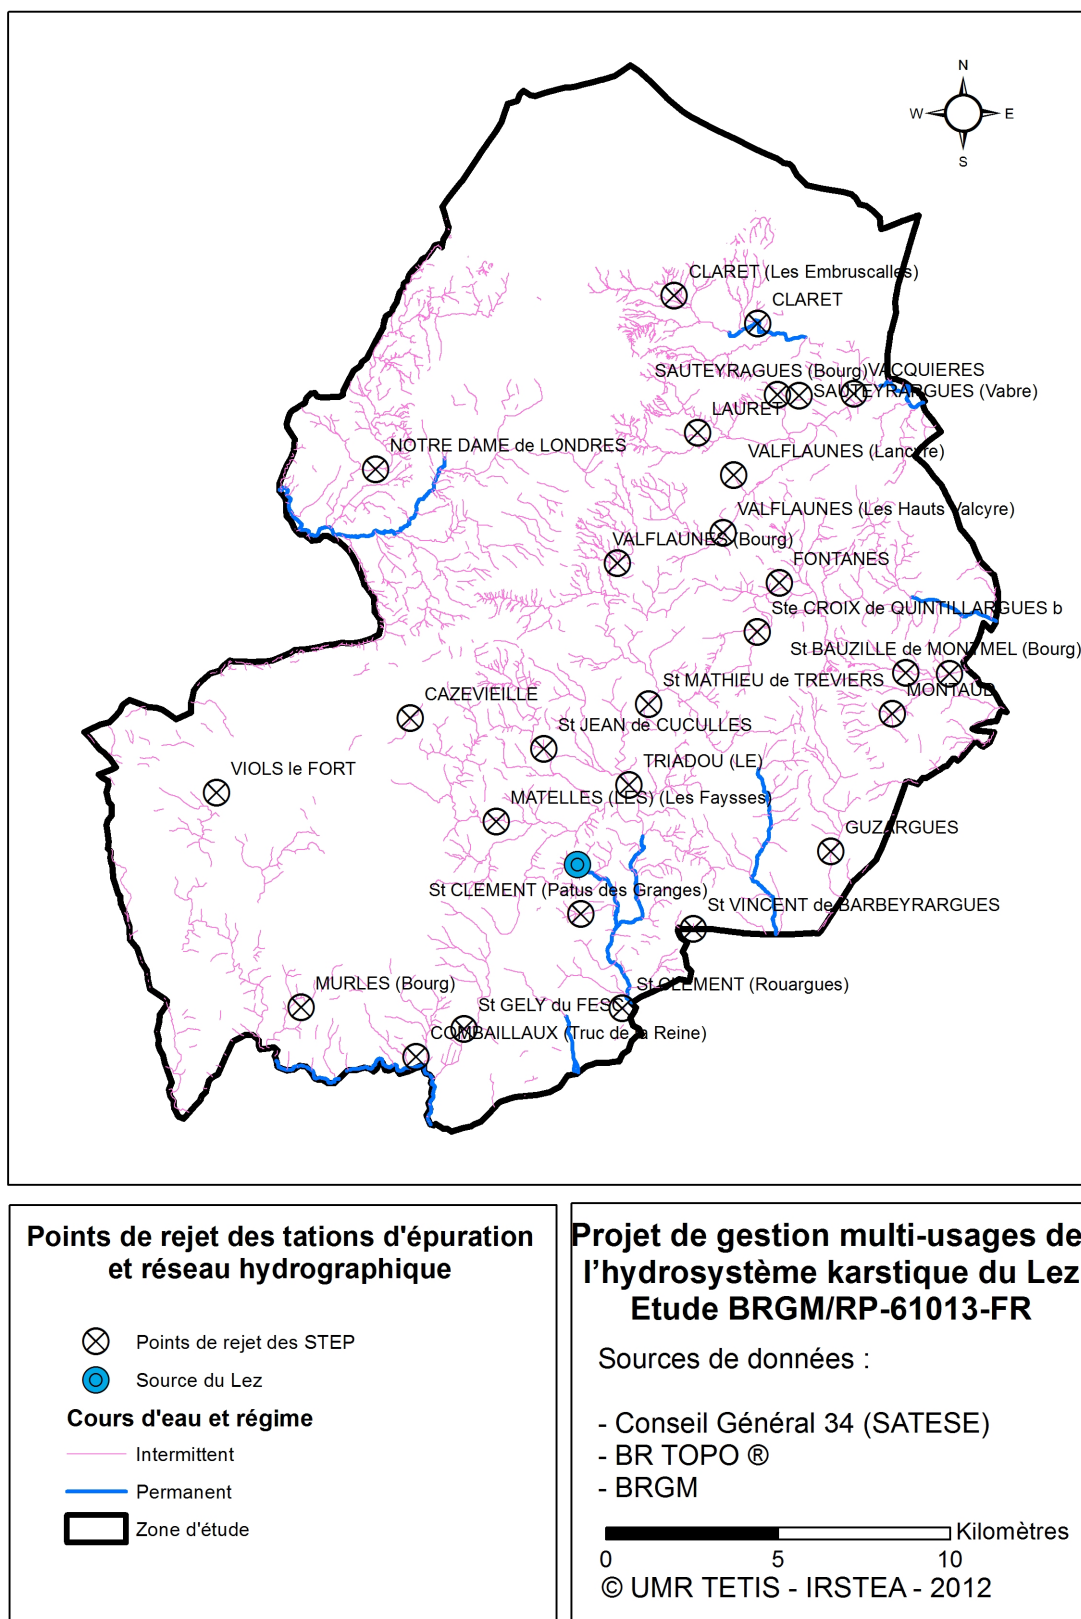 N
W
E
S
CLARET (Les Embruscalles)
CLARET
SAUTEYRAGUES (Bourg)
VACQUIERES
SAUTEYRARGUES (Vabre)
LAURET
NOTRE DAME de LONDRES
VALFLAUNES (Lancyre)
VALFLAUNES (Les Hauts Valcyre)
VALFLAUNES (Bourg)
FONTANES
Ste CROIX de QUINTILLARGUES b
St BAUZILLE de MONTMEL (Bourg)
St MATHIEU de TREVIERS
MONTAUD
CAZEVIEILLE
St JEAN de CUCULLES
TRIADOU (LE)
VIOLS le FORT
MATELLES (LES) (Les Faysses)
GUZARGUES
St CLEMENT (Patus des Granges)
St VINCENT de BARBEYRARGUES
MURLES (Bourg)
St CLEMENT (Rouargues)
St GELY du FESC
COMBAILLAUX (Truc de la Reine)
Points de rejet des tations d'épuration
et réseau hydrographique
Points de rejet des STEP
Source du Lez
Cours d'eau et régime
Intermittent
Permanent
Zone d'étude
Projet de gestion multi-usages de
l’hydrosystème karstique du Lez
Etude BRGM/RP-61013-FR
Sources de données :
- Conseil Général 34 (SATESE)
- BR TOPO ®
- BRGM
Kilomètres
0 5 10
© UMR TETIS - IRSTEA - 2012